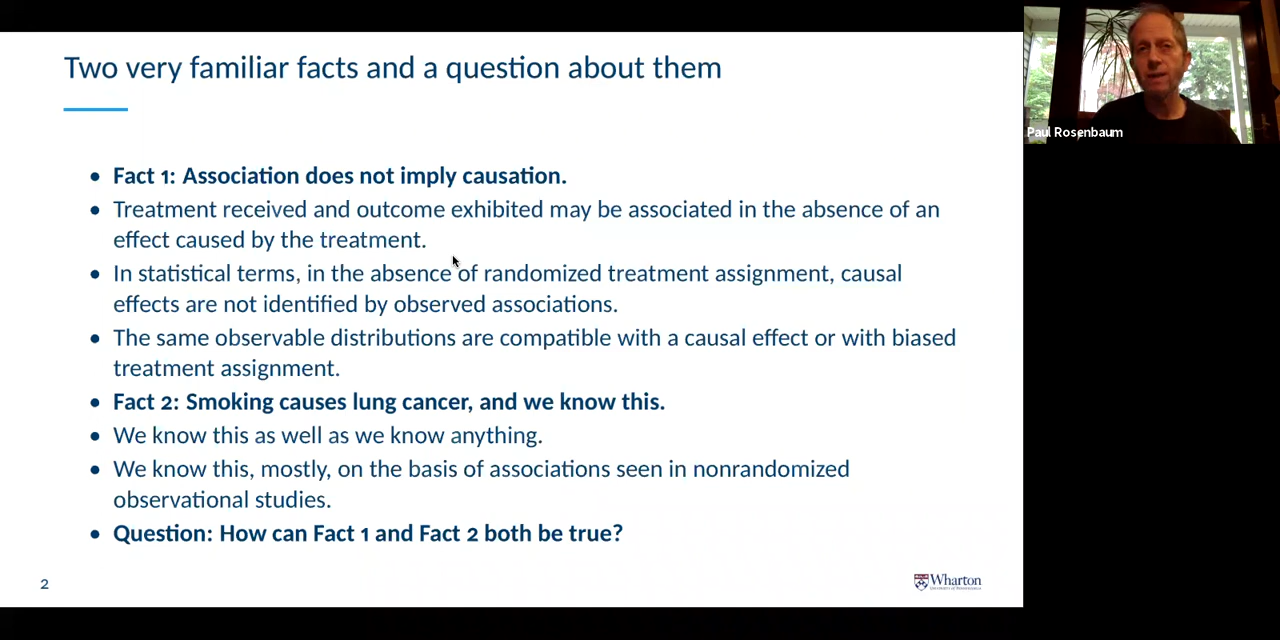 Two very familiar facts and a question about them
• Fact 1: Association does not imply causation.
• Treatment received and outcome exhibited may be associated in the absence of an
effect caused by the treatment.
• In statistical terms, in the absence of randomized treatment assignment, causal
effects are not identified by observed associations.
• The same observable distributions are compatible with a causal effect or with biased
treatment assignment.
• Fact 2: Smoking causes lung cancer, and we know this.
• We know this as well as we know anything.
• We know this, mostly, on the basis of associations seen in nonrandomized
observational studies.
• Question: How can Fact 1 and Fact 2 both be true?
2
Wharton
Paul Rosenbaum